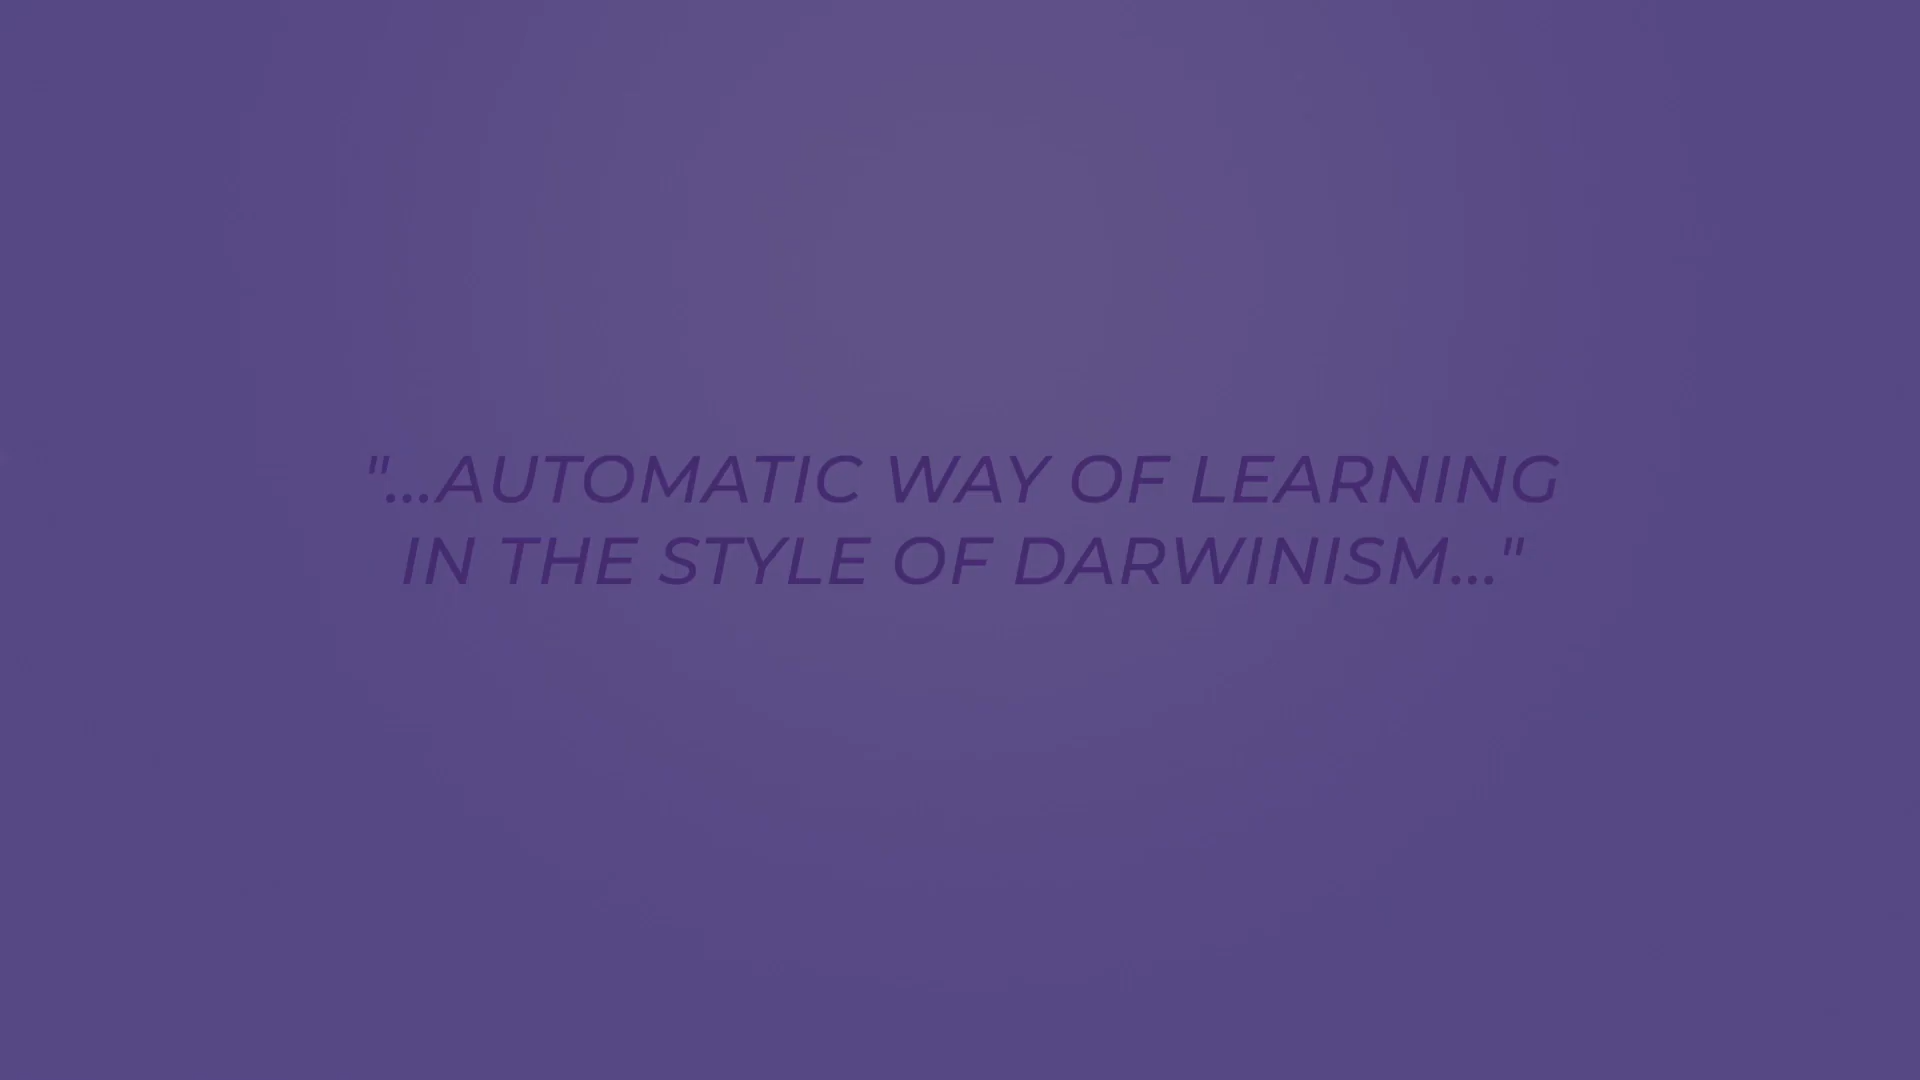 "...AUTOMATIC WAY OF LEARNING
IN THE STYLE OF DARWINISM..."